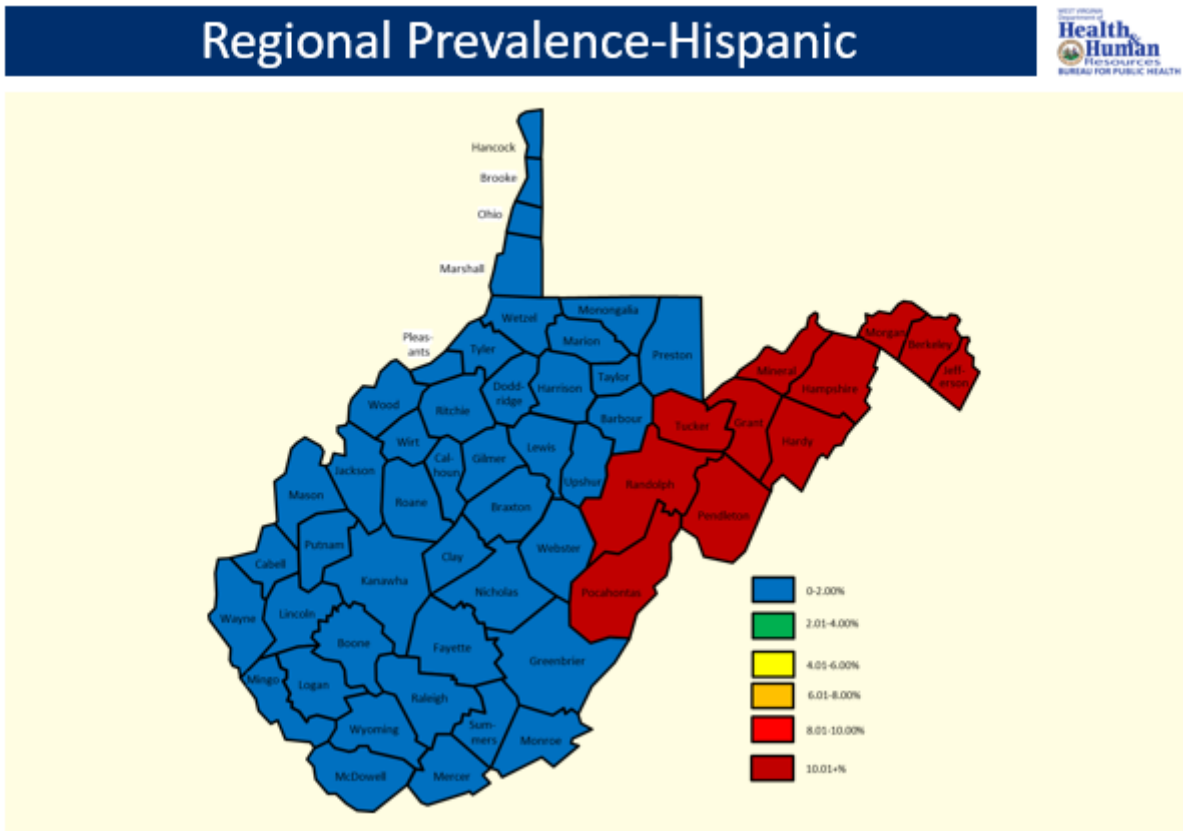 Regional Prevalence-Hispanic
WEST VIRGINIA
Department of
Health &
Human
Resources
BUREAU FOR PUBLIC HEALTH
Hancock
Brooke
Ohio
Marshall
Wetzel
Monongalia
Marion
Preston
Pleas-
ants
Tyler
Dodd-
ridge
Harrison
Taylor
Barbour
Wood
Ritchie
Wirt
Cal-
houn
Gilmer
Lewis
Upshur
Jackson
Mason
Roane
Braxton
Webster
Morgan
Berkeley
Jeff-
erson
Mineral
Hampshire
Tucker
Grant
Hardy
Randolph
Pendleton
Pocahontas
Putnam
Cabell
Kanawha
Clay
Nicholas
Wayne
Lincoln
Boone
Fayette
Greenbrier
Mingo
Logan
Raleigh
Wyoming
Sum-
mers
Monroe
McDowell
Mercer
0-2.00%
2.01-4.00%
4.01-6.00%
6.01-8.00%
8.01-10.00%
10.01+%